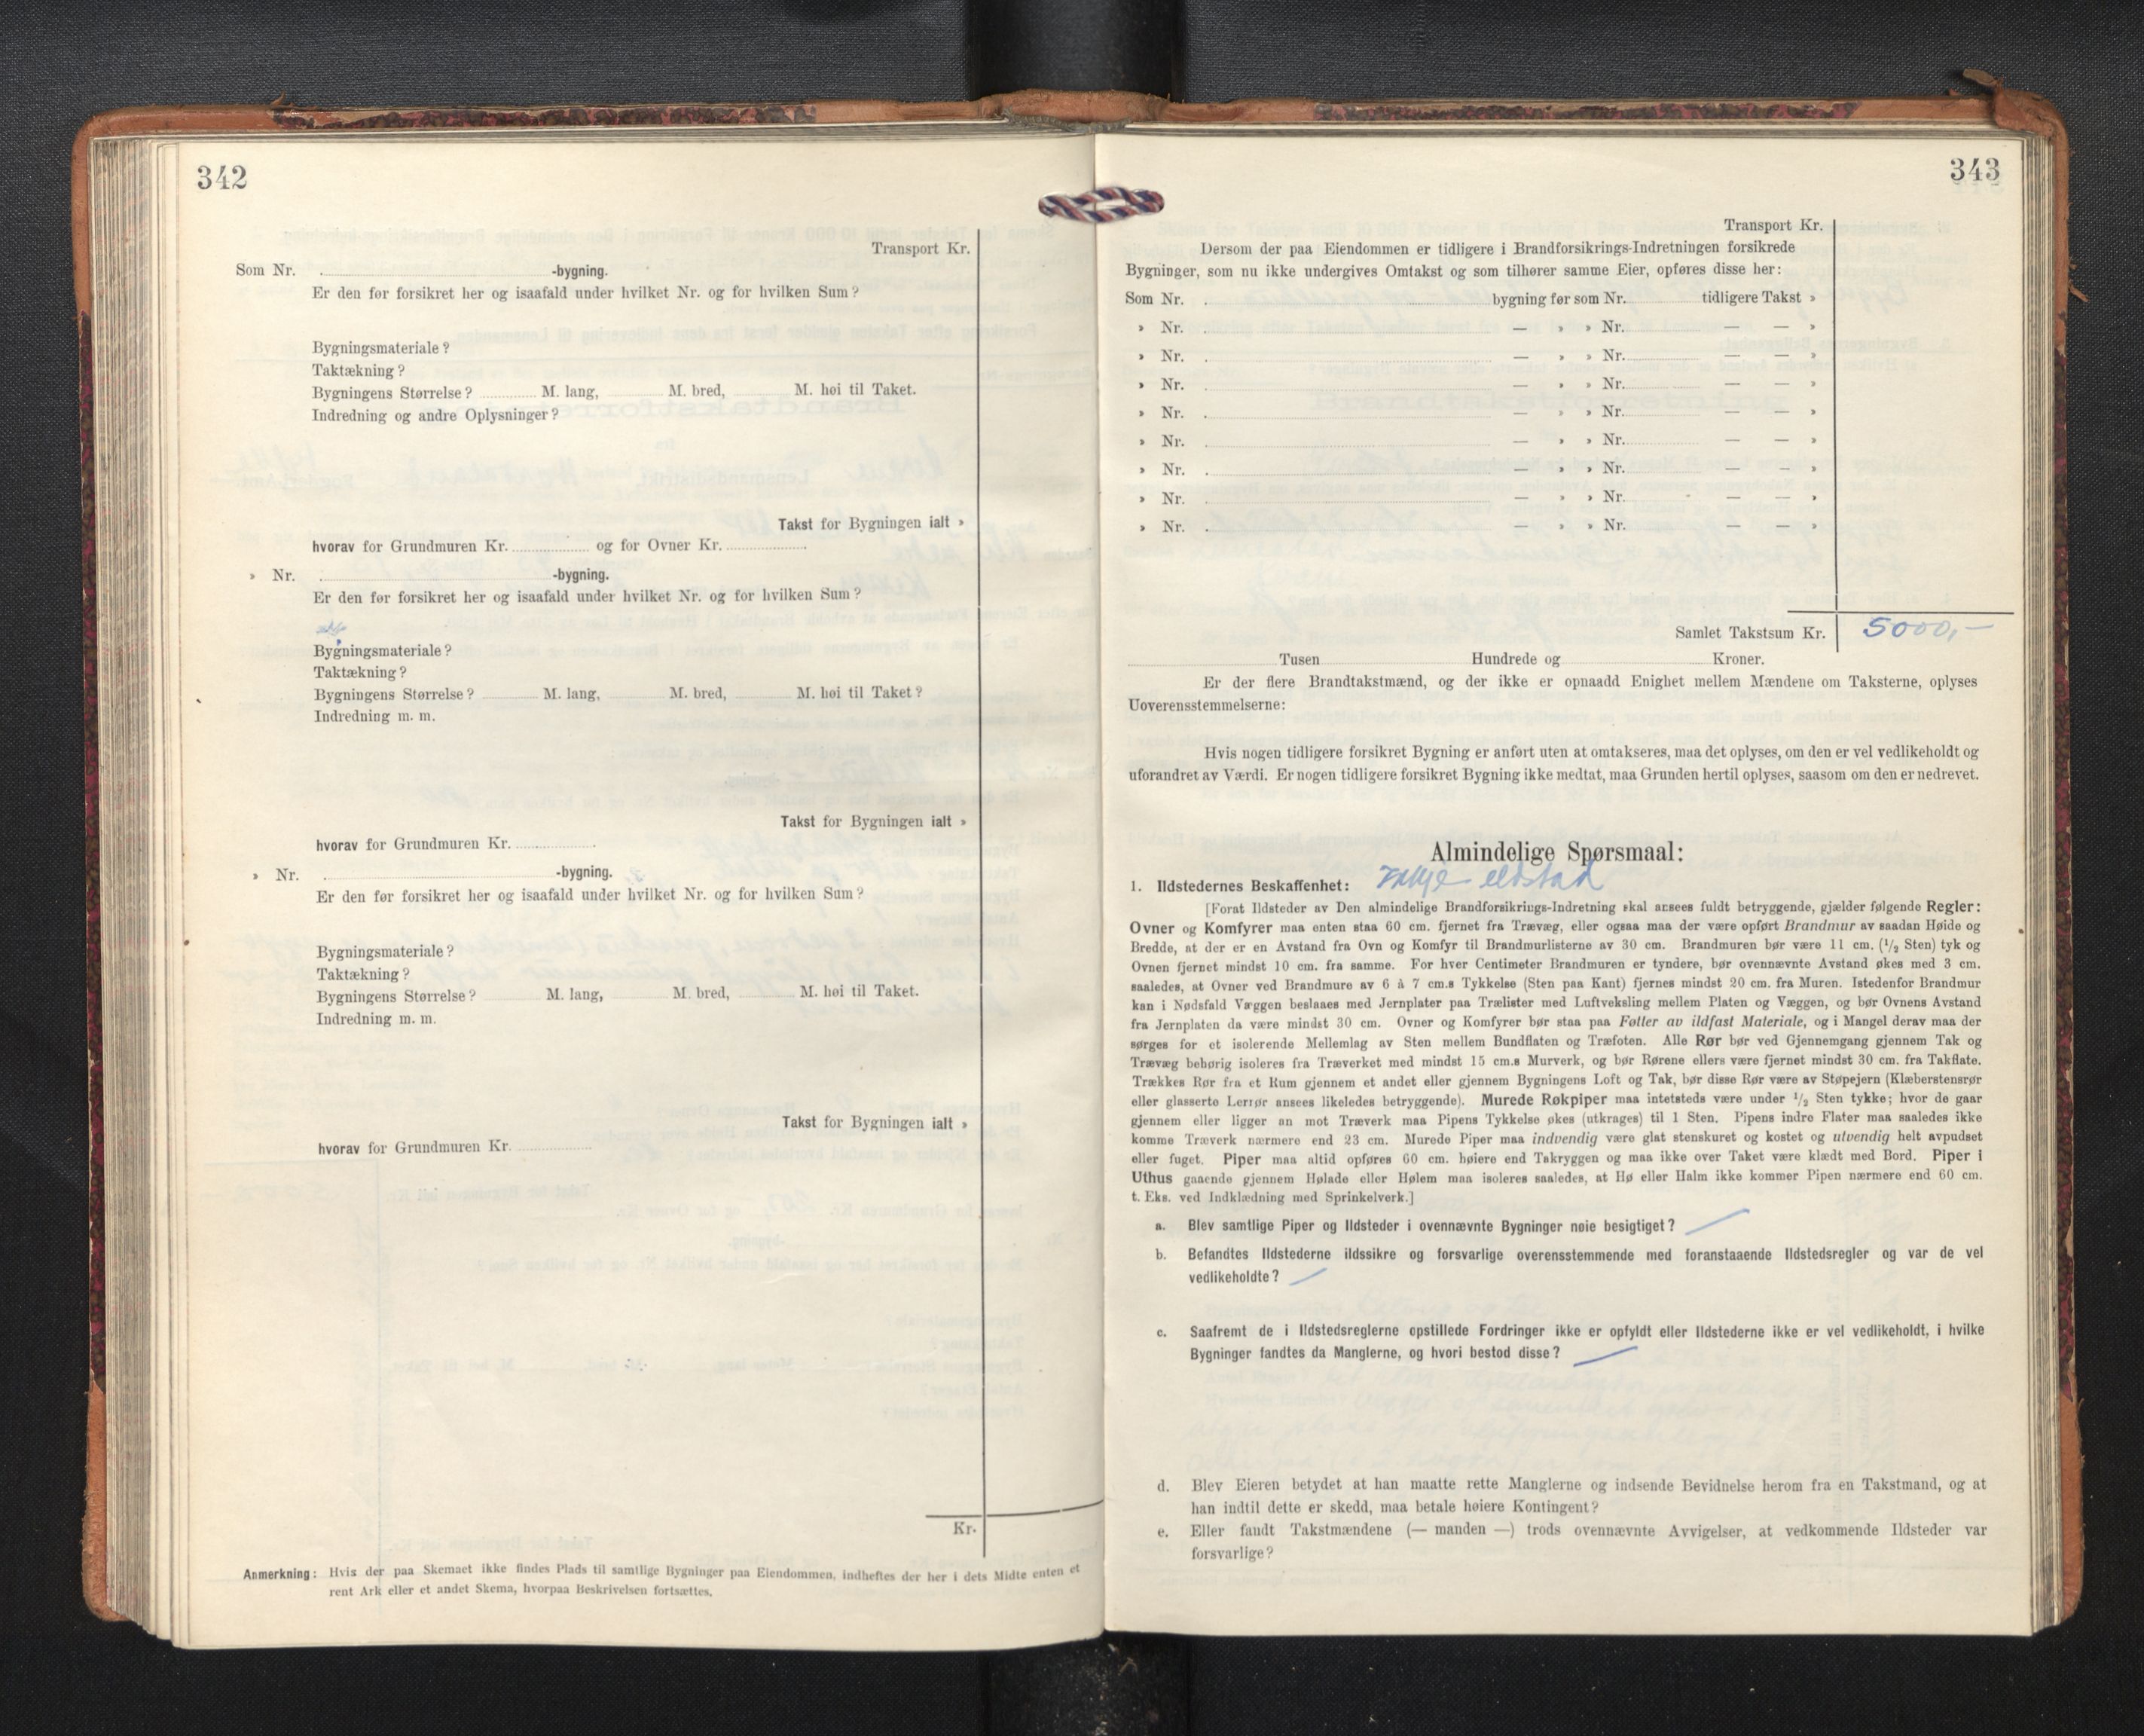 342
Transport Kr.
Som Nr. -bygning.
Er den før forsikret her og isaafald under hvilket Nr. og for hvilken Sum?
Bygningsmateriale?
Taktækning?
Bygningens Størrelse? M. lang, M. bred, M. høi til Taket.
Indredning og andre Oplysninger?
Takst for Bygningen ialt »
hvorav for Grundmuren Kr. og for Ovner Kr.
» Nr. -bygning.
Er den før forsikret her og isaafald under hvilket Nr. og for hvilken Sum?
Bygningsmateriale?
Taktækning?
Bygningens Størrelse? M. lang, M. bred, M. høi til Taket?
Indredning m. m.
Takst for Bygningen ialt »
hvorav for Grundmuren Kr.
» Nr. -bygning.
Er den før forsikret her og isaafald under hvilket Nr. og for hvilken Sum?
Bygningsmateriale?
Taktækning?
Bygningens Størrelse? M. lang, M. bred, M. høi til Taket.
Indredning m. m.
Takst for Bygningen ialt »
hvorav for Grundmuren Kr.
Kr.
Anmerkning: Hvis der paa Skemaet ikke findes Plads til samtlige Bygninger paa Eiendommen, indheftes der her i dets Midte enten et
rent Ark eller et andet Skema, hvorpaa Beskrivelsen fortsættes.
343
Transport Kr.
Dersom der paa Eiendommen er tidligere i Brandforsikrings-Indretningen forsikrede
Bygninger, som nu ikke undergives Omtakst og som tilhører samme Eier, opføres disse her:
Som Nr. bygning før som Nr. tidligere Takst »
» Nr. — » » Nr. — — »
» Nr. — » » Nr. — — »
» Nr. — » » Nr. — — »
» Nr. — » » Nr. — — »
» Nr. — » » Nr. — — »
» Nr. — » » Nr. — — »
» Nr. — » » Nr. — — »
» Nr. — » » Nr. — — »
Samlet Takstsum Kr. 5000,—
Tusen Hundrede og Kroner.
Er der flere Brandtakstmænd, og der ikke er opnaadd Enighet mellem Mændene om Taksterne, oplyses
Uoverensstemmelserne:
Hvis nogen tidligere forsikret Bygning er anført uten at omtakseres, maa det oplyses, om den er vel vedlikeholdt og
uforandret av Værdi. Er nogen tidligere forsikret Bygning ikke medtat, maa Grunden hertil oplyses, saasom om den er nedrevet.
Almindelige Spørsmaal:
1. Ildstedernes Beskaffenhet: Ikkje eldstad
[Forat Ildsteder av Den almindelige Brandforsikrings-Indretning skal ansees fuldt betryggende, gjælder følgende Regler:
Ovner og Komfyrer maa enten staa 60 cm. fjernet fra Trævæg, eller ogsaa maa der være opført Brandmur av saadan Høide og
Bredde, at der er en Avstand fra Ovn og Komfyr til Brandmurlisterne av 30 cm. Brandmuren bør være 11 cm. (1/2 Sten) tyk og
Ovnen fjernet mindst 10 cm. fra samme. For hver Centimeter Brandmuren er tyndere, bør ovennævnte Avstand økes med 3 cm.
saaledes, at Ovner ved Brandmure av 6 à 7 cm.s Tykkelse (Sten paa Kant) fjernes mindst 20 cm. fra Muren. Istedenfor Brandmur
kan i Nødsfald Væggen beslaaes med Jernplater paa Trælister med Luftveksling mellem Platen og Væggen, og bør Ovnens Avstand
fra Jernplaten da være mindst 30 cm. Ovner og Komfyrer bør staa paa Føtter av ildfast Materiale, og i Mangel derav maa der
sørges for et isolerende Mellemlag av Sten mellem Bundflaten og Træfoten. Alle Rør bør ved Gjennemgang gjennem Tak og
Trævæg behørig isoleres fra Træverket med mindst 15 cm.s Murverk, og bør Rørene ellers være fjernet mindst 30 cm. fra Takflate.
Trækkes Rør fra et Rum gjennem et andet eller gjennem Bygningens Loft og Tak, bør disse Rør være av Støpejern (Klæberstensrør
eller glasserte Lerrør ansees likeledes betryggende). Murede Røkpiper maa intetsteds være under 1/2 Sten tykke; hvor de gaar
gjennem eller ligger an mot Træverk maa Pipens Tykkelse økes (utkrages) til 1 Sten. Pipens indre Flater maa saaledes ikke
komme Træverk nærmere end 23 cm. Murede Piper maa indvendig være glat stenskuret og kostet og utvendig helt avpudset
eller fuget. Piper maa altid opføres 60 cm. høiere end Takryggen og maa ikke over Taket være klædt med Bord. Piper i
Uthus gaaende gjennem Hølade eller Hølem maa isoleres saaledes, at Hø eller Halm ikke kommer Pipen nærmere end 60 cm.
t. Eks. ved Indklædning med Sprinkelverk.]
a. Blev samtlige Piper og Ildsteder i ovennævnte Bygninger nøie besigtiget? —
b. Befandtes Ildstederne ildssikre og forsvarlige overensstemmende med foranstaaende Ildstedsregler og var de vel
vedlikeholdte? —
c. Saafremt de i Ildstedsreglerne opstillede Fordringer ikke er opfyldt eller Ildstederne ikke er vel vedlikeholdt, i hvilke
Bygninger fandtes da Manglerne, og hvori bestod disse? —
d. Blev Eieren betydet at han maatte rette Manglerne og indsende Bevidnelse herom fra en Takstmand, og at
han indtil dette er skedd, maa betale høiere Kontingent?
e. Eller fandt Takstmændene (— manden —) trods ovennævnte Avvigelser, at vedkommende Ildsteder var
forsvarlige?